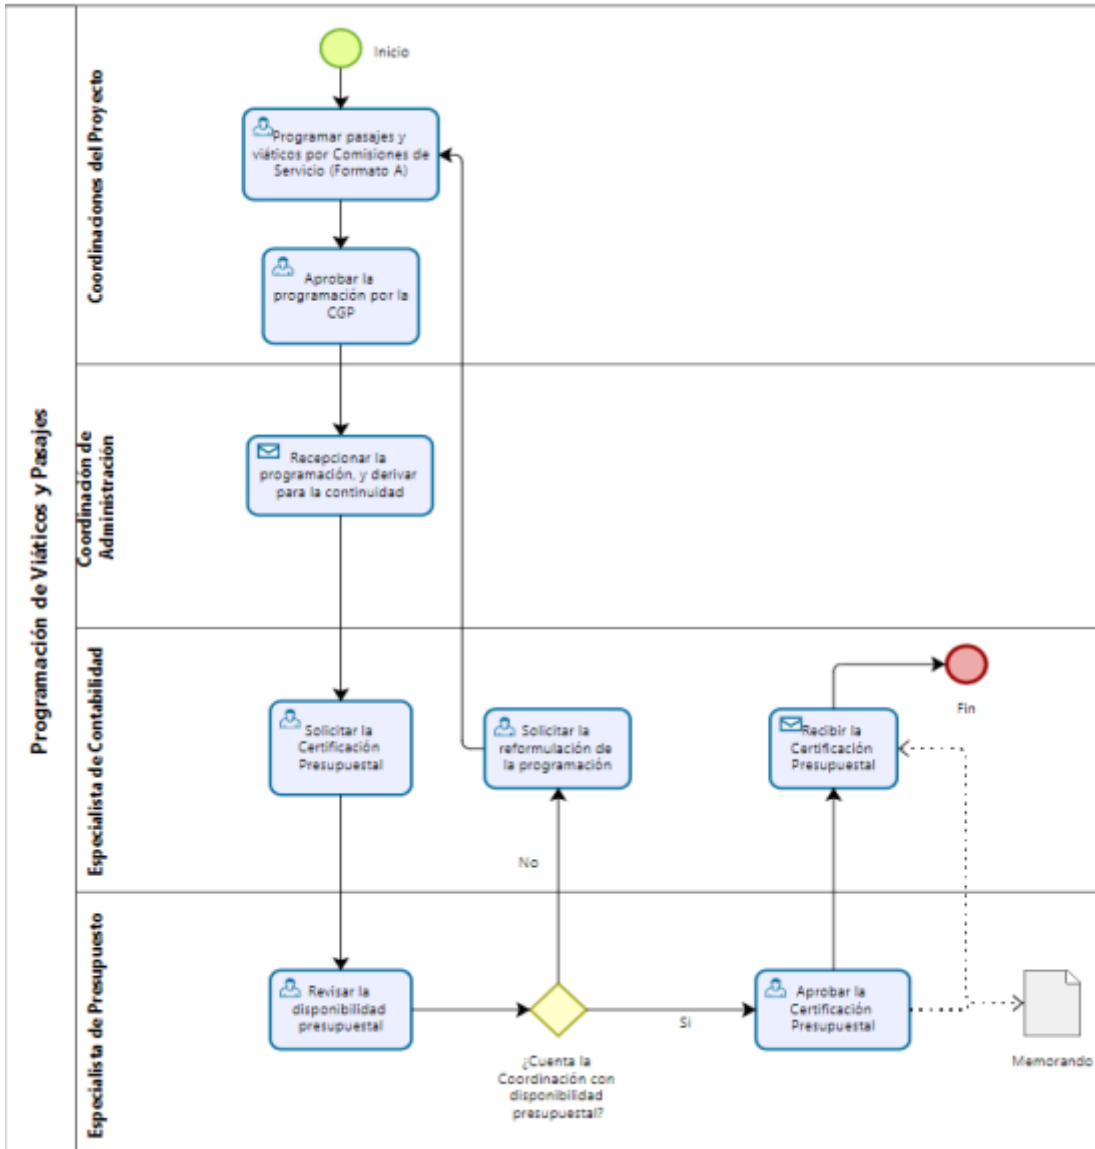 Programación de Viáticos y Pasajes
Coordinaciones del Proyecto
Inicio
Programar pasajes y
viáticos por Comisiones de
Servicio (Formato A)
Aprobar la
programación por la
CGP
Coordinación de
Administración
Recepcionar la
programación, y derivar
para la continuidad
Especialista de Contabilidad
Solicitar la
Certificación
Presupuestal
Solicitar la
reformulación de
la programación
Recibir la
Certificación
Presupuestal
Fin
No
Especialista de Presupuesto
Revisar la
disponibilidad
presupuestal
¿Cuenta la
Coordinación con
disponibilidad
presupuestal?
Si
Aprobar la
Certificación
Presupuestal
Memorando